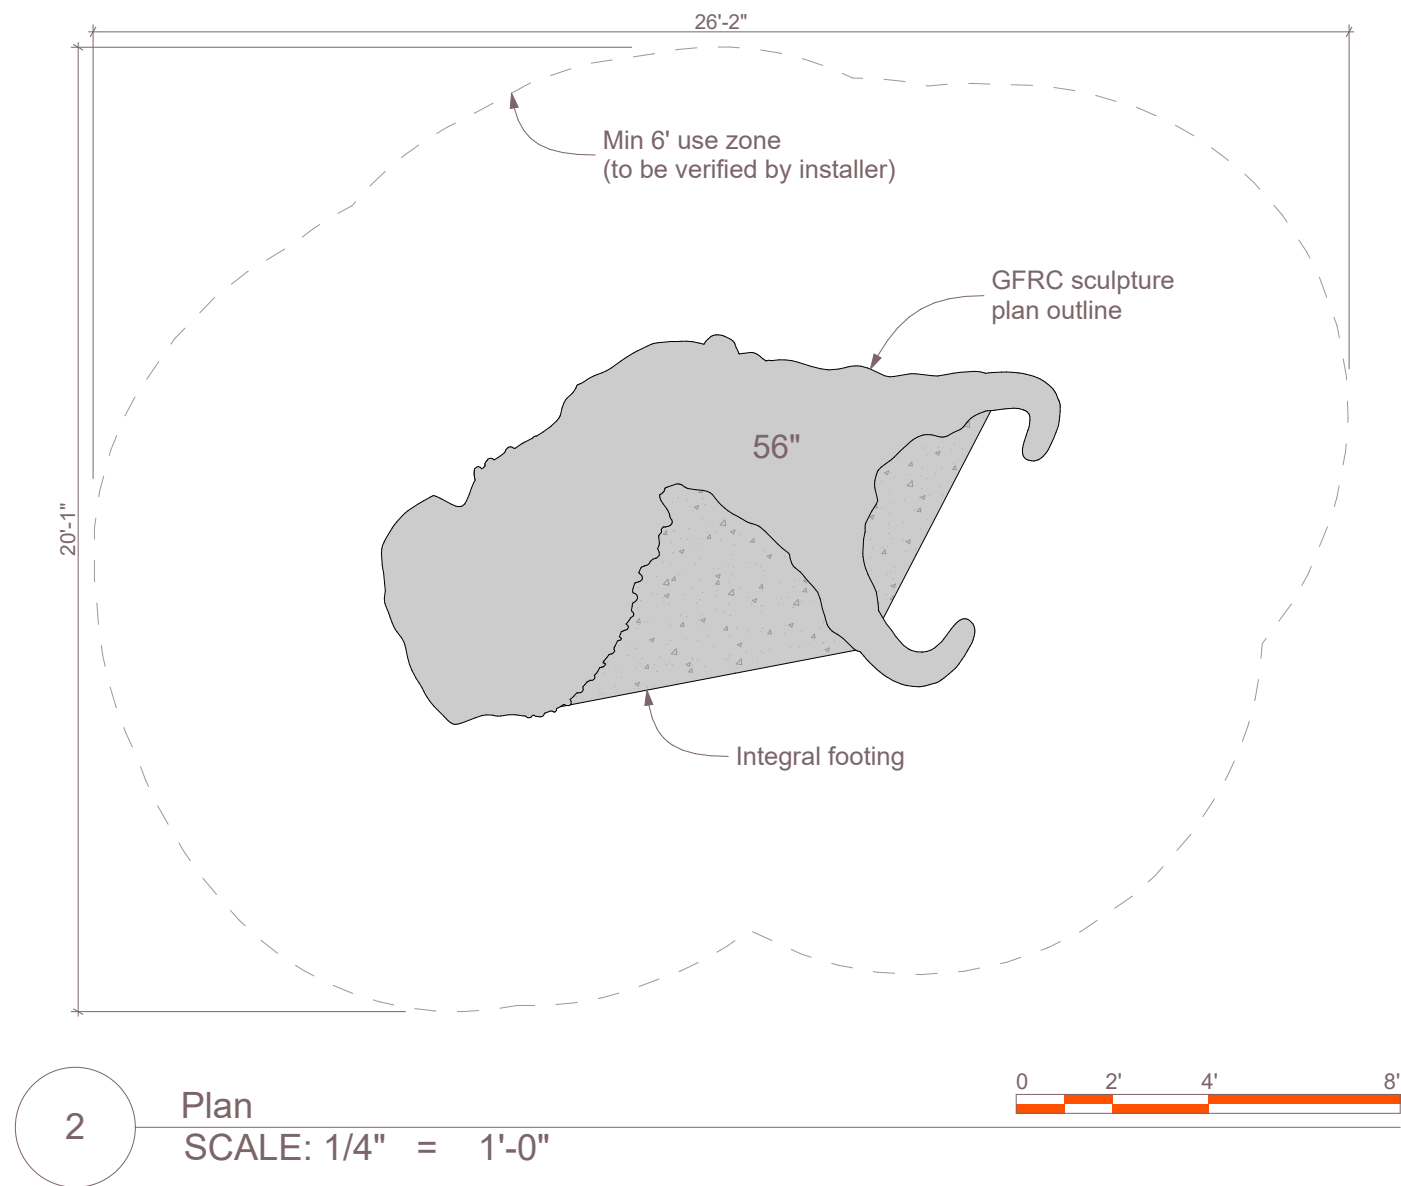 26'-2"
Min 6' use zone
(to be verified by installer)
GFRC sculpture
plan outline
56"
20'-1"
Integral footing
0 2' 4' 8'
2
Plan
SCALE: 1/4" = 1'-0"